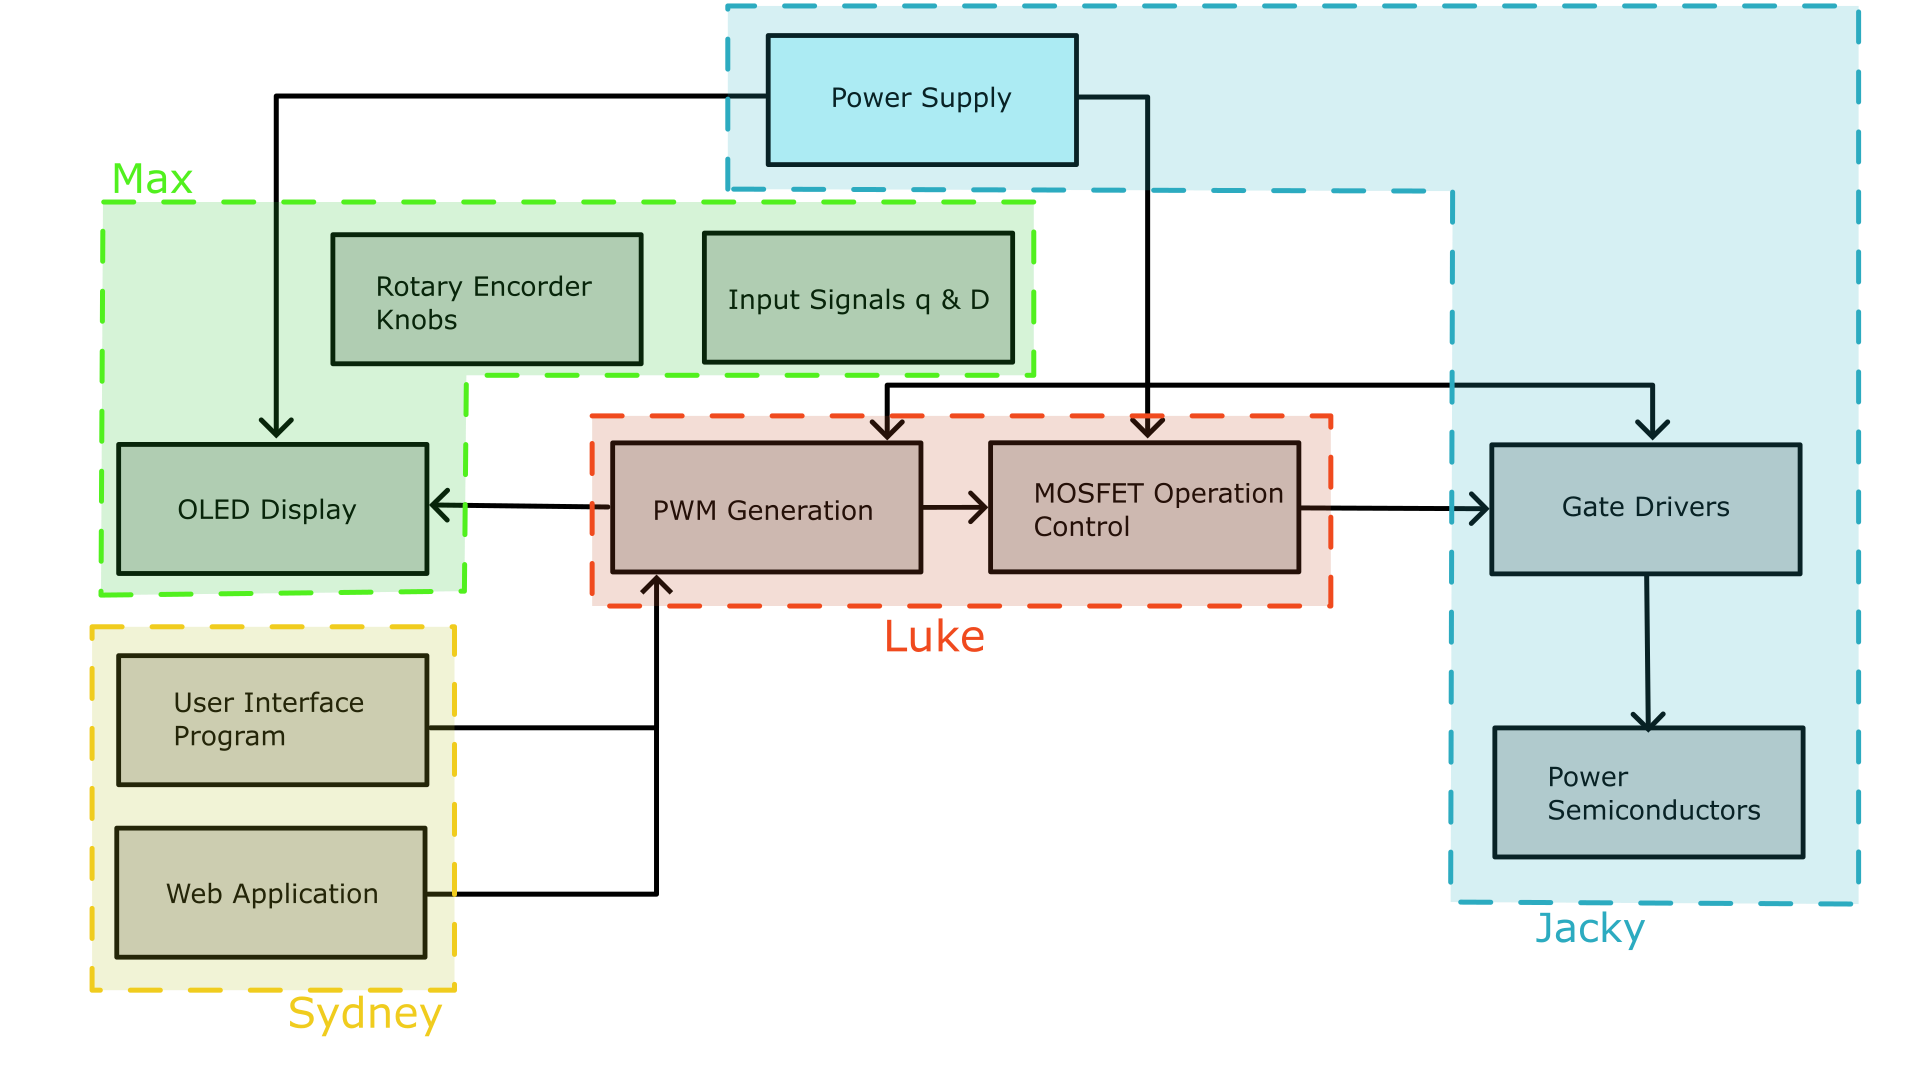 Power Supply
Max
Rotary Encorder
Knobs
Input Signals q & D
OLED Display
PWM Generation
MOSFET Operation
Control
Gate Drivers
Luke
User Interface
Program
Power
Semiconductors
Web Application
Jacky
Sydney